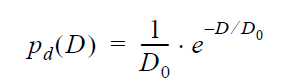 p_d(D) = \frac{1}{D_0} \cdot e^{-D/D_0}